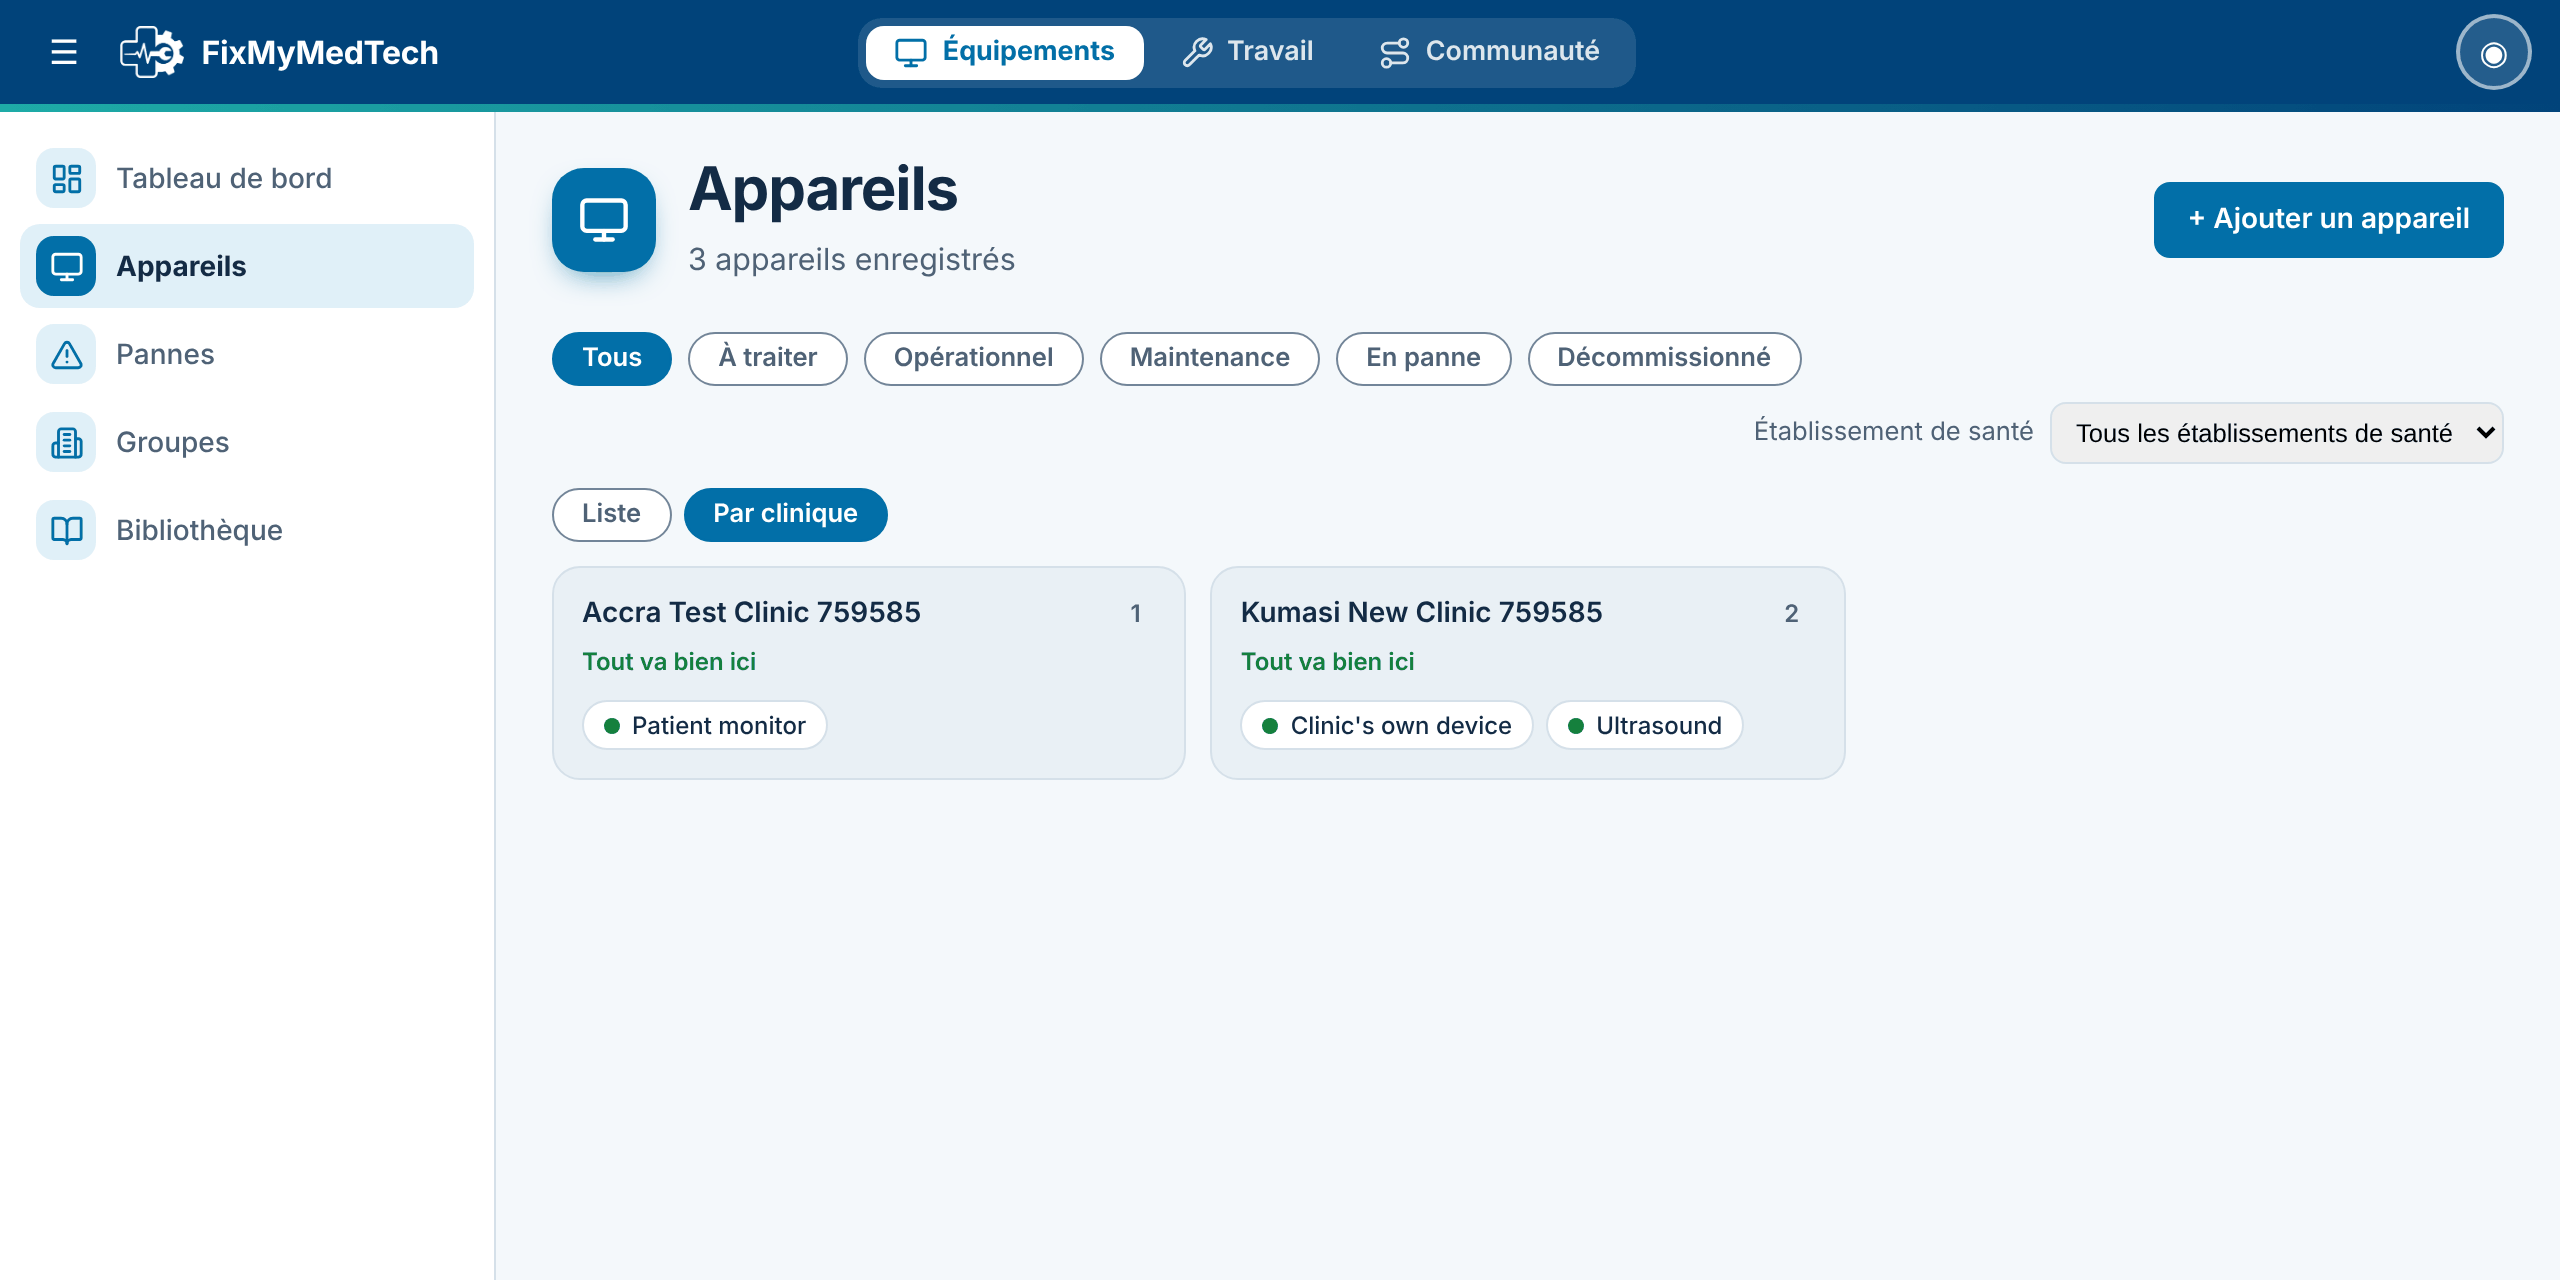 FixMyMedTech
Équipements
Travail
Communauté
Tableau de bord
Appareils
Pannes
Groupes
Bibliothèque
Appareils
3 appareils enregistrés
+ Ajouter un appareil
Tous
À traiter
Opérationnel
Maintenance
En panne
Décommissionné
Établissement de santé
Tous les établissements de santé
Liste
Par clinique
Accra Test Clinic 759585
1
Tout va bien ici
Patient monitor
Kumasi New Clinic 759585
2
Tout va bien ici
Clinic's own device
Ultrasound